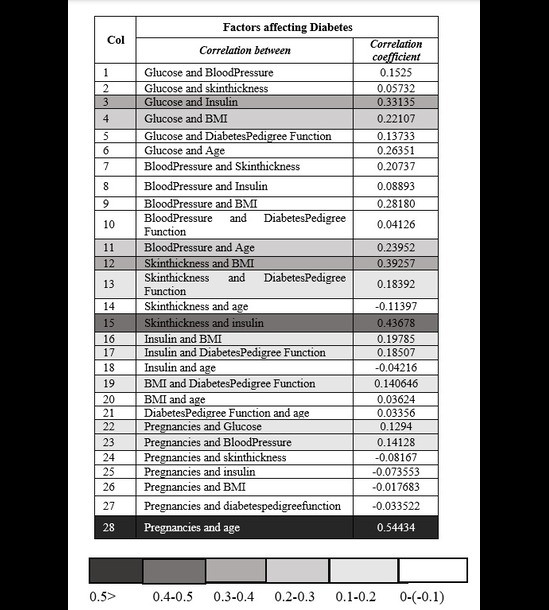 Col
Factors affecting Diabetes
Correlation between
Correlation
coefficient
1 Glucose and BloodPressure 0.1525
2 Glucose and skinthickness 0.05732
3 Glucose and Insulin 0.33135
4 Glucose and BMI 0.22107
5 Glucose and DiabetesPedigree Function 0.13733
6 Glucose and Age 0.26351
7 BloodPressure and Skinthickness 0.20737
8 BloodPressure and Insulin 0.08893
9 BloodPressure and BMI 0.28180
10 BloodPressure and DiabetesPedigree
Function 0.04126
11 BloodPressure and Age 0.23952
12 Skinthickness and BMI 0.39257
13 Skinthickness and DiabetesPedigree
Function 0.18392
14 Skinthickness and age -0.11397
15 Skinthickness and insulin 0.43678
16 Insulin and BMI 0.19785
17 Insulin and DiabetesPedigree Function 0.18507
18 Insulin and age -0.04216
19 BMI and DiabetesPedigree Function 0.140646
20 BMI and age 0.03624
21 DiabetesPedigree Function and age 0.03356
22 Pregnancies and Glucose 0.1294
23 Pregnancies and BloodPressure 0.14128
24 Pregnancies and skinthickness -0.08167
25 Pregnancies and insulin -0.073553
26 Pregnancies and BMI -0.017683
27 Pregnancies and diabetespedigreefunction -0.033522
28 Pregnancies and age 0.54434
0.5> 0.4-0.5 0.3-0.4 0.2-0.3 0.1-0.2 0-(-0.1)